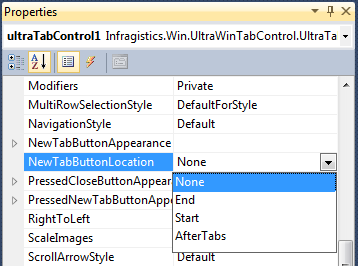 Properties
ultraTabControl1 Infragistics.Win.UltraWinTabControl.UltraTa
Modifiers Private
MultiRowSelectionStyle DefaultForStyle
NavigationStyle Default
NewTabButtonAppearance
NewTabButtonLocation None
PressedCloseButtonAppear
None
PressedNewTabButtonAppe
End
RightToLeft
Start
ScaleImages
AfterTabs
ScrollArrowStyle Default